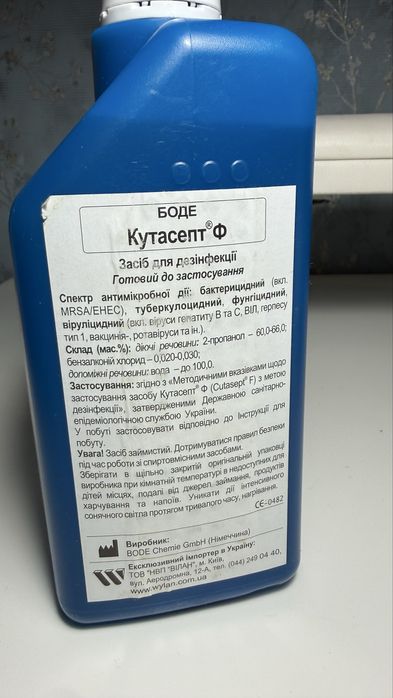 БОДЕ
Кутасепт® Ф
Засіб для дезінфекції
Готовий до застосування
Спектр антимікробної дії: бактерицидний (вкл.
MRSA/EHEC), туберкулоцидний, фунгіцидний,
віруліцидний (вкл. віруси гепатиту В та С, ВІЛ, герпесу
тип 1, вакцинія-, ротавіруси та ін.).
Склад (мас.%): діючі речовини: 2-пропанол – 60,0-66,0;
бензалконій хлорид – 0,020-0,030;
допоміжні речовини: вода – до 100,0.
Застосування: згідно з «Методичними вказівками щодо
застосування засобу Кутасепт® Ф (Cutasept® F) з метою
дезінфекції», затвердженими Державною санітарно-
епідеміологічною службою України.
У побуті застосовувати відповідно до Інструкції для
побуту.
Увага! Засіб займистий. Дотримуватися правил безпеки
під час роботи зі спиртовмісними засобами.
Зберігати в щільно закритій оригінальній упаковці
виробника при кімнатній температурі в недоступних для
дітей місцях, подалі від джерел займання, продуктів
харчування та напоїв. Уникати дії інтенсивного
сонячного світла протягом тривалого часу, нагрівання.
CE-0482
Виробник:
BODE Chemie GmbH (Німеччина)
Ексклюзивний імпортер в Україну:
ТОВ "НВП "ВІЛАН", м. Київ,
вул. Аеродромна, 12-А, тел. (044) 249 04 40,
www.wylan.com.ua